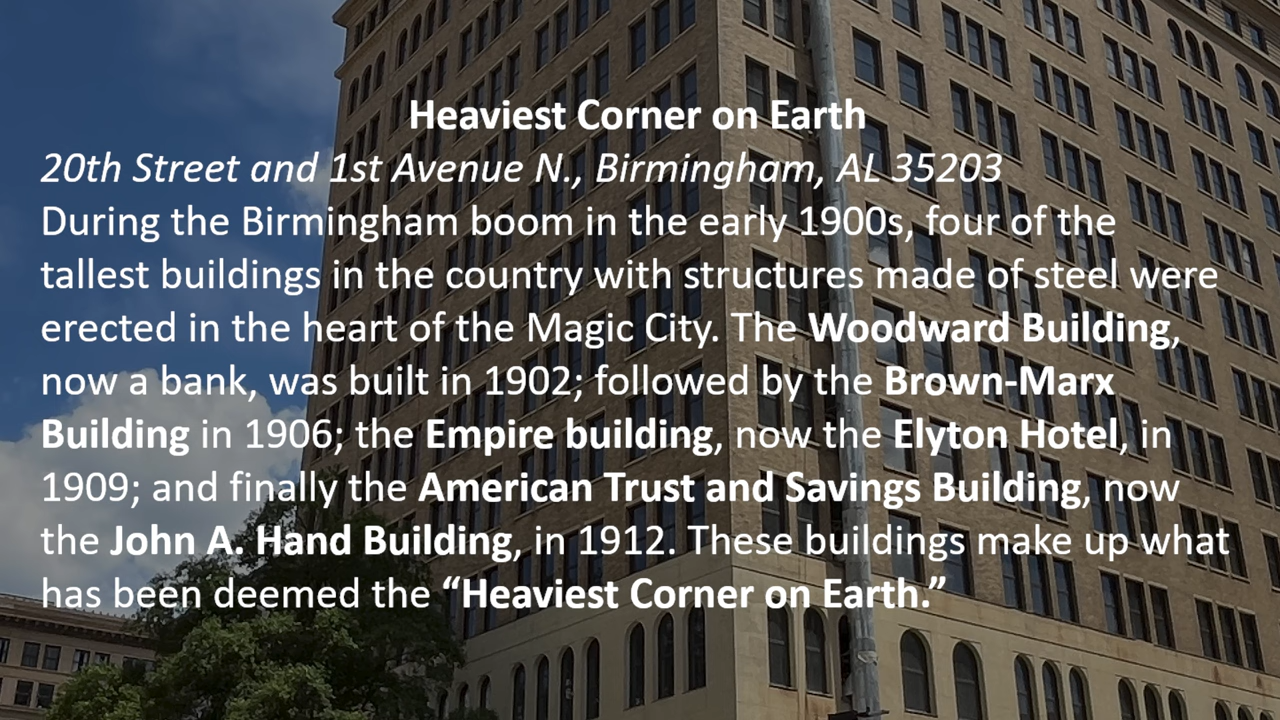 Heaviest Corner on Earth
20th Street and 1st Avenue N., Birmingham, AL 35203
During the Birmingham boom in the early 1900s, four of the
tallest buildings in the country with structures made of steel were
erected in the heart of the Magic City. The Woodward Building,
now a bank, was built in 1902; followed by the Brown-Marx
Building in 1906; the Empire building, now the Elyton Hotel, in
1909; and finally the American Trust and Savings Building, now
the John A. Hand Building, in 1912. These buildings make up what
has been deemed the “Heaviest Corner on Earth.”